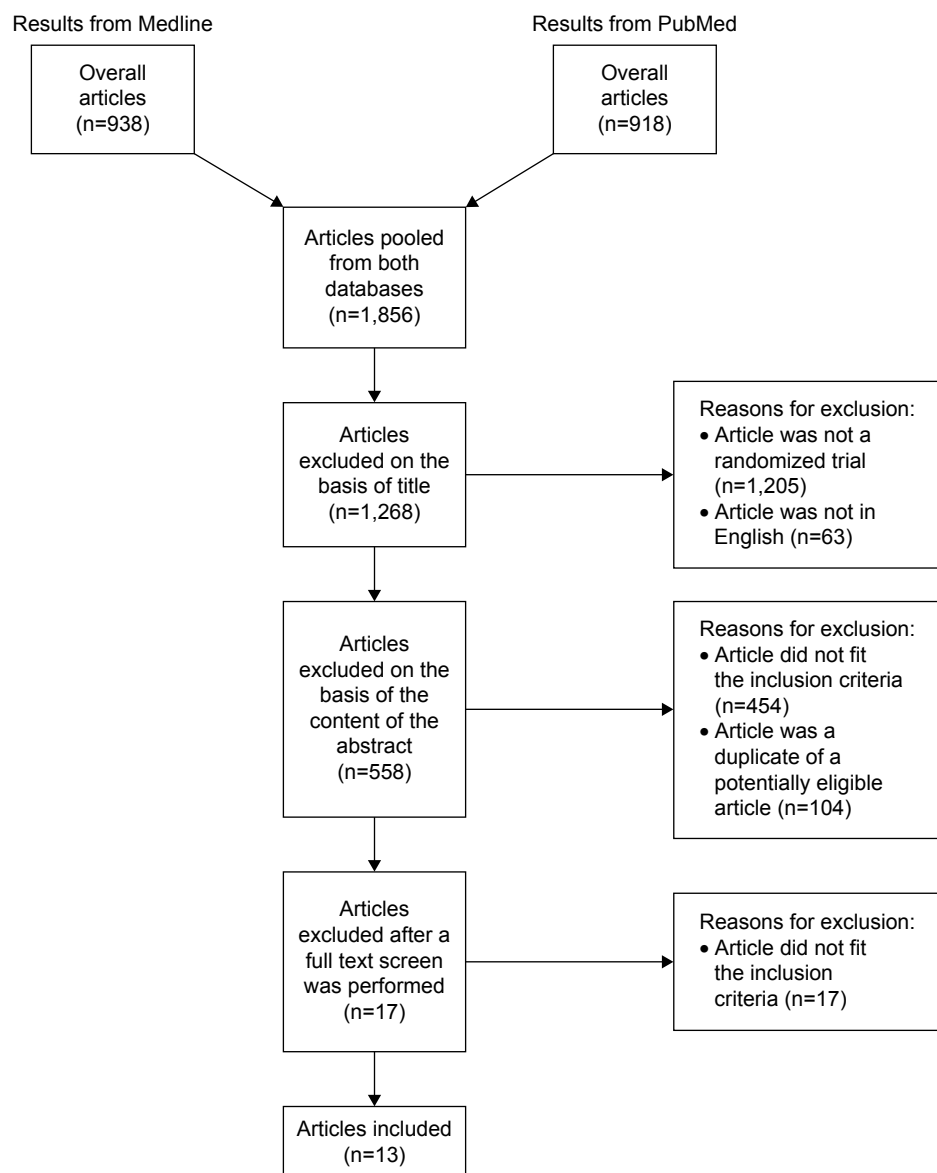 Results from Medline
Results from PubMed
Overall
articles
(n=938)
Overall
articles
(n=918)
Articles pooled
from both
databases
(n=1,856)
Articles
excluded on the
basis of title
(n=1,268)
Reasons for exclusion:
• Article was not a
randomized trial
(n=1,205)
• Article was not in
English (n=63)
Articles
excluded on the
basis of the
content of the
abstract
(n=558)
Reasons for exclusion:
• Article did not fit
the inclusion criteria
(n=454)
• Article was a
duplicate of a
potentially eligible
article (n=104)
Articles
excluded after a
full text screen
was performed
(n=17)
Reasons for exclusion:
• Article did not fit
the inclusion
criteria (n=17)
Articles included
(n=13)